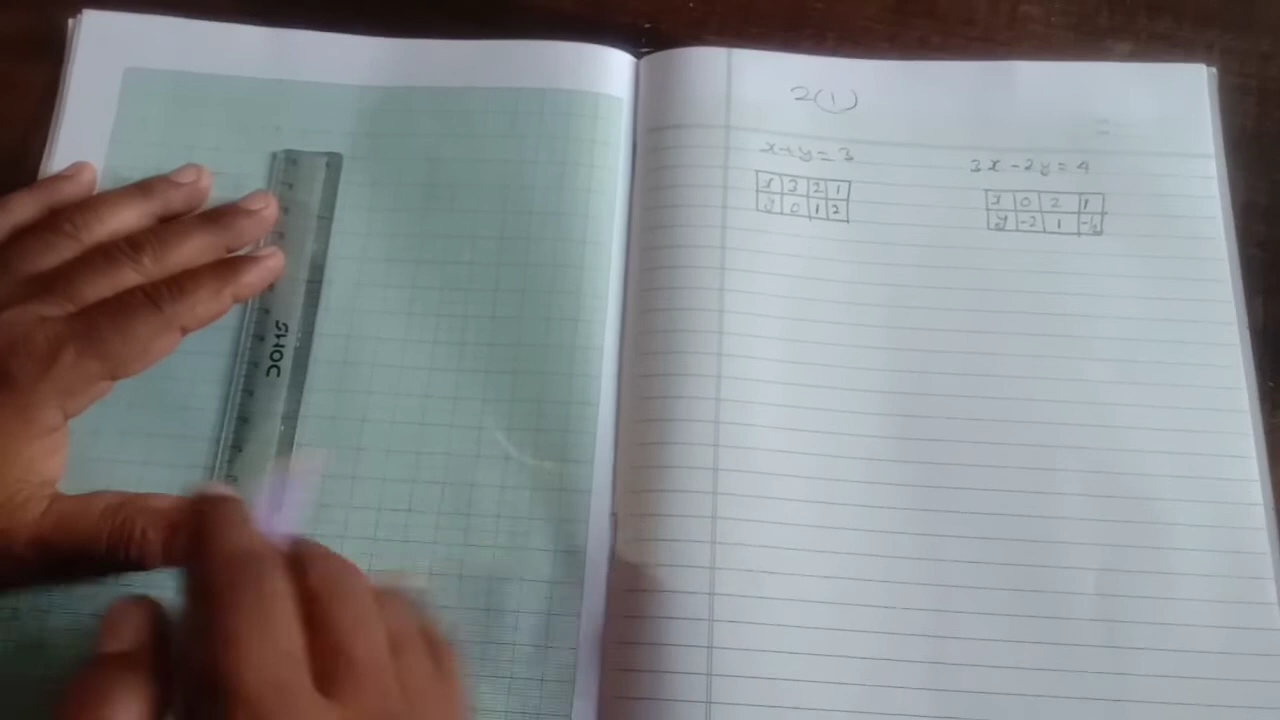 2(1)
x+y=3
3x-2y=4
x 3 2 1
y 0 1 2
x 0 2 1
y -2 1 -1/2
DOMS